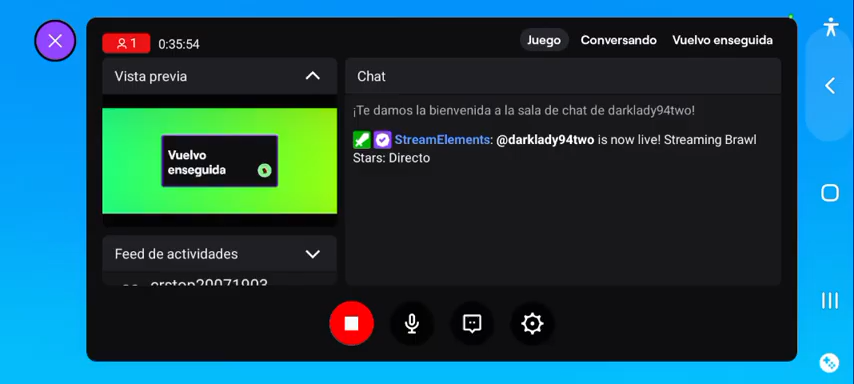 1 0:35:54 Juego Conversando Vuelvo enseguida
Vista previa
Vuelvo
enseguida
Feed de actividades
Chat
¡Te damos la bienvenida a la sala de chat de darklady94two!
StreamElements: @darklady94two is now live! Streaming Brawl
Stars: Directo